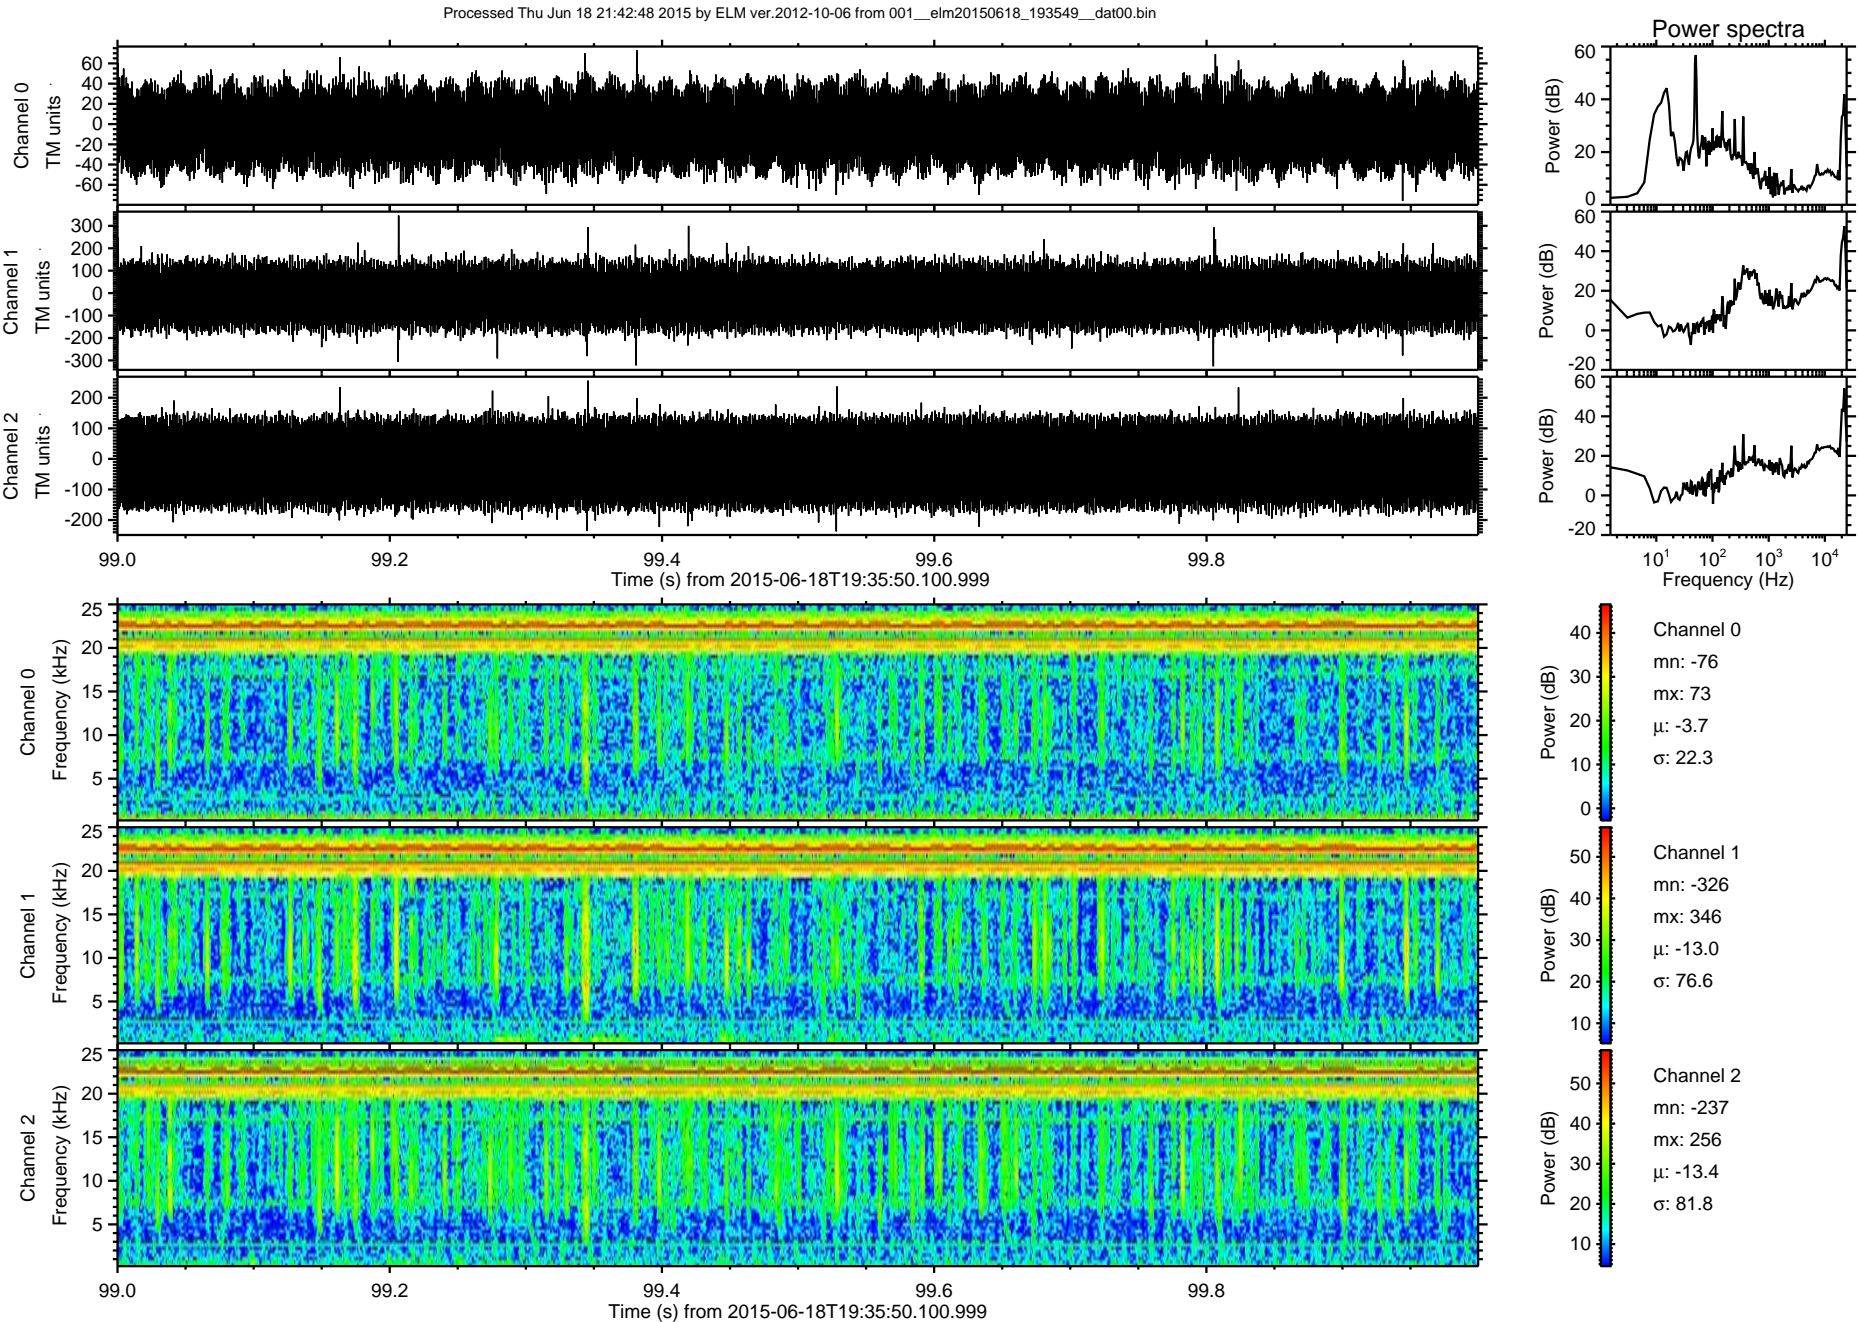 Processed Thu Jun 18 21:42:48 2015 by ELM ver.2012-10-06 from 001__elm20150618_193549__dat00.bin
Power spectra
Channel 0
TM units
60
40
20
0
-20
-40
-60
Power (dB)
60
40
20
0
Channel 1
TM units
300
200
100
0
-100
-200
-300
Power (dB)
60
40
20
0
-20
Channel 2
TM units
200
100
0
-100
-200
Power (dB)
60
40
20
0
-20
99.0 99.2 99.4 99.6 99.8
Time (s) from 2015-06-18T19:35:50.100.999
10¹ 10² 10³ 10⁴
Frequency (Hz)
Channel 0
Frequency (kHz)
25
20
15
10
5
Power (dB)
40
30
20
10
0
Channel 0
mn: -76
mx: 73
µ: -3.7
σ: 22.3
Channel 1
Frequency (kHz)
25
20
15
10
5
Power (dB)
50
40
30
20
10
Channel 1
mn: -326
mx: 346
µ: -13.0
σ: 76.6
Channel 2
Frequency (kHz)
25
20
15
10
5
Power (dB)
50
40
30
20
10
Channel 2
mn: -237
mx: 256
µ: -13.4
σ: 81.8
99.0 99.2 99.4 99.6 99.8
Time (s) from 2015-06-18T19:35:50.100.999